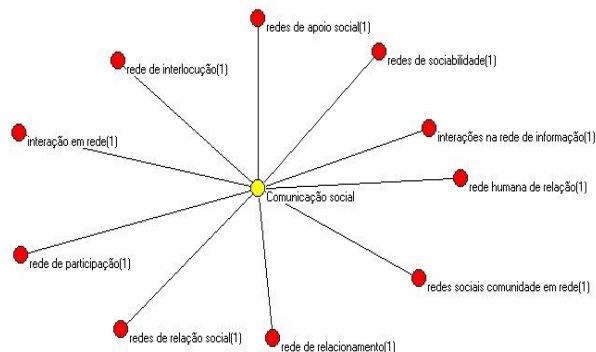 redes de apoio social(1)
redes de sociabilidade(1)
rede de interlocução(1)
interação em rede(1)
interações na rede de informação(1)
rede humana de relação(1)
Comunicação social
rede de participação(1)
redes sociais comunidade em rede(1)
redes de relação social(1)
rede de relacionamento(1)